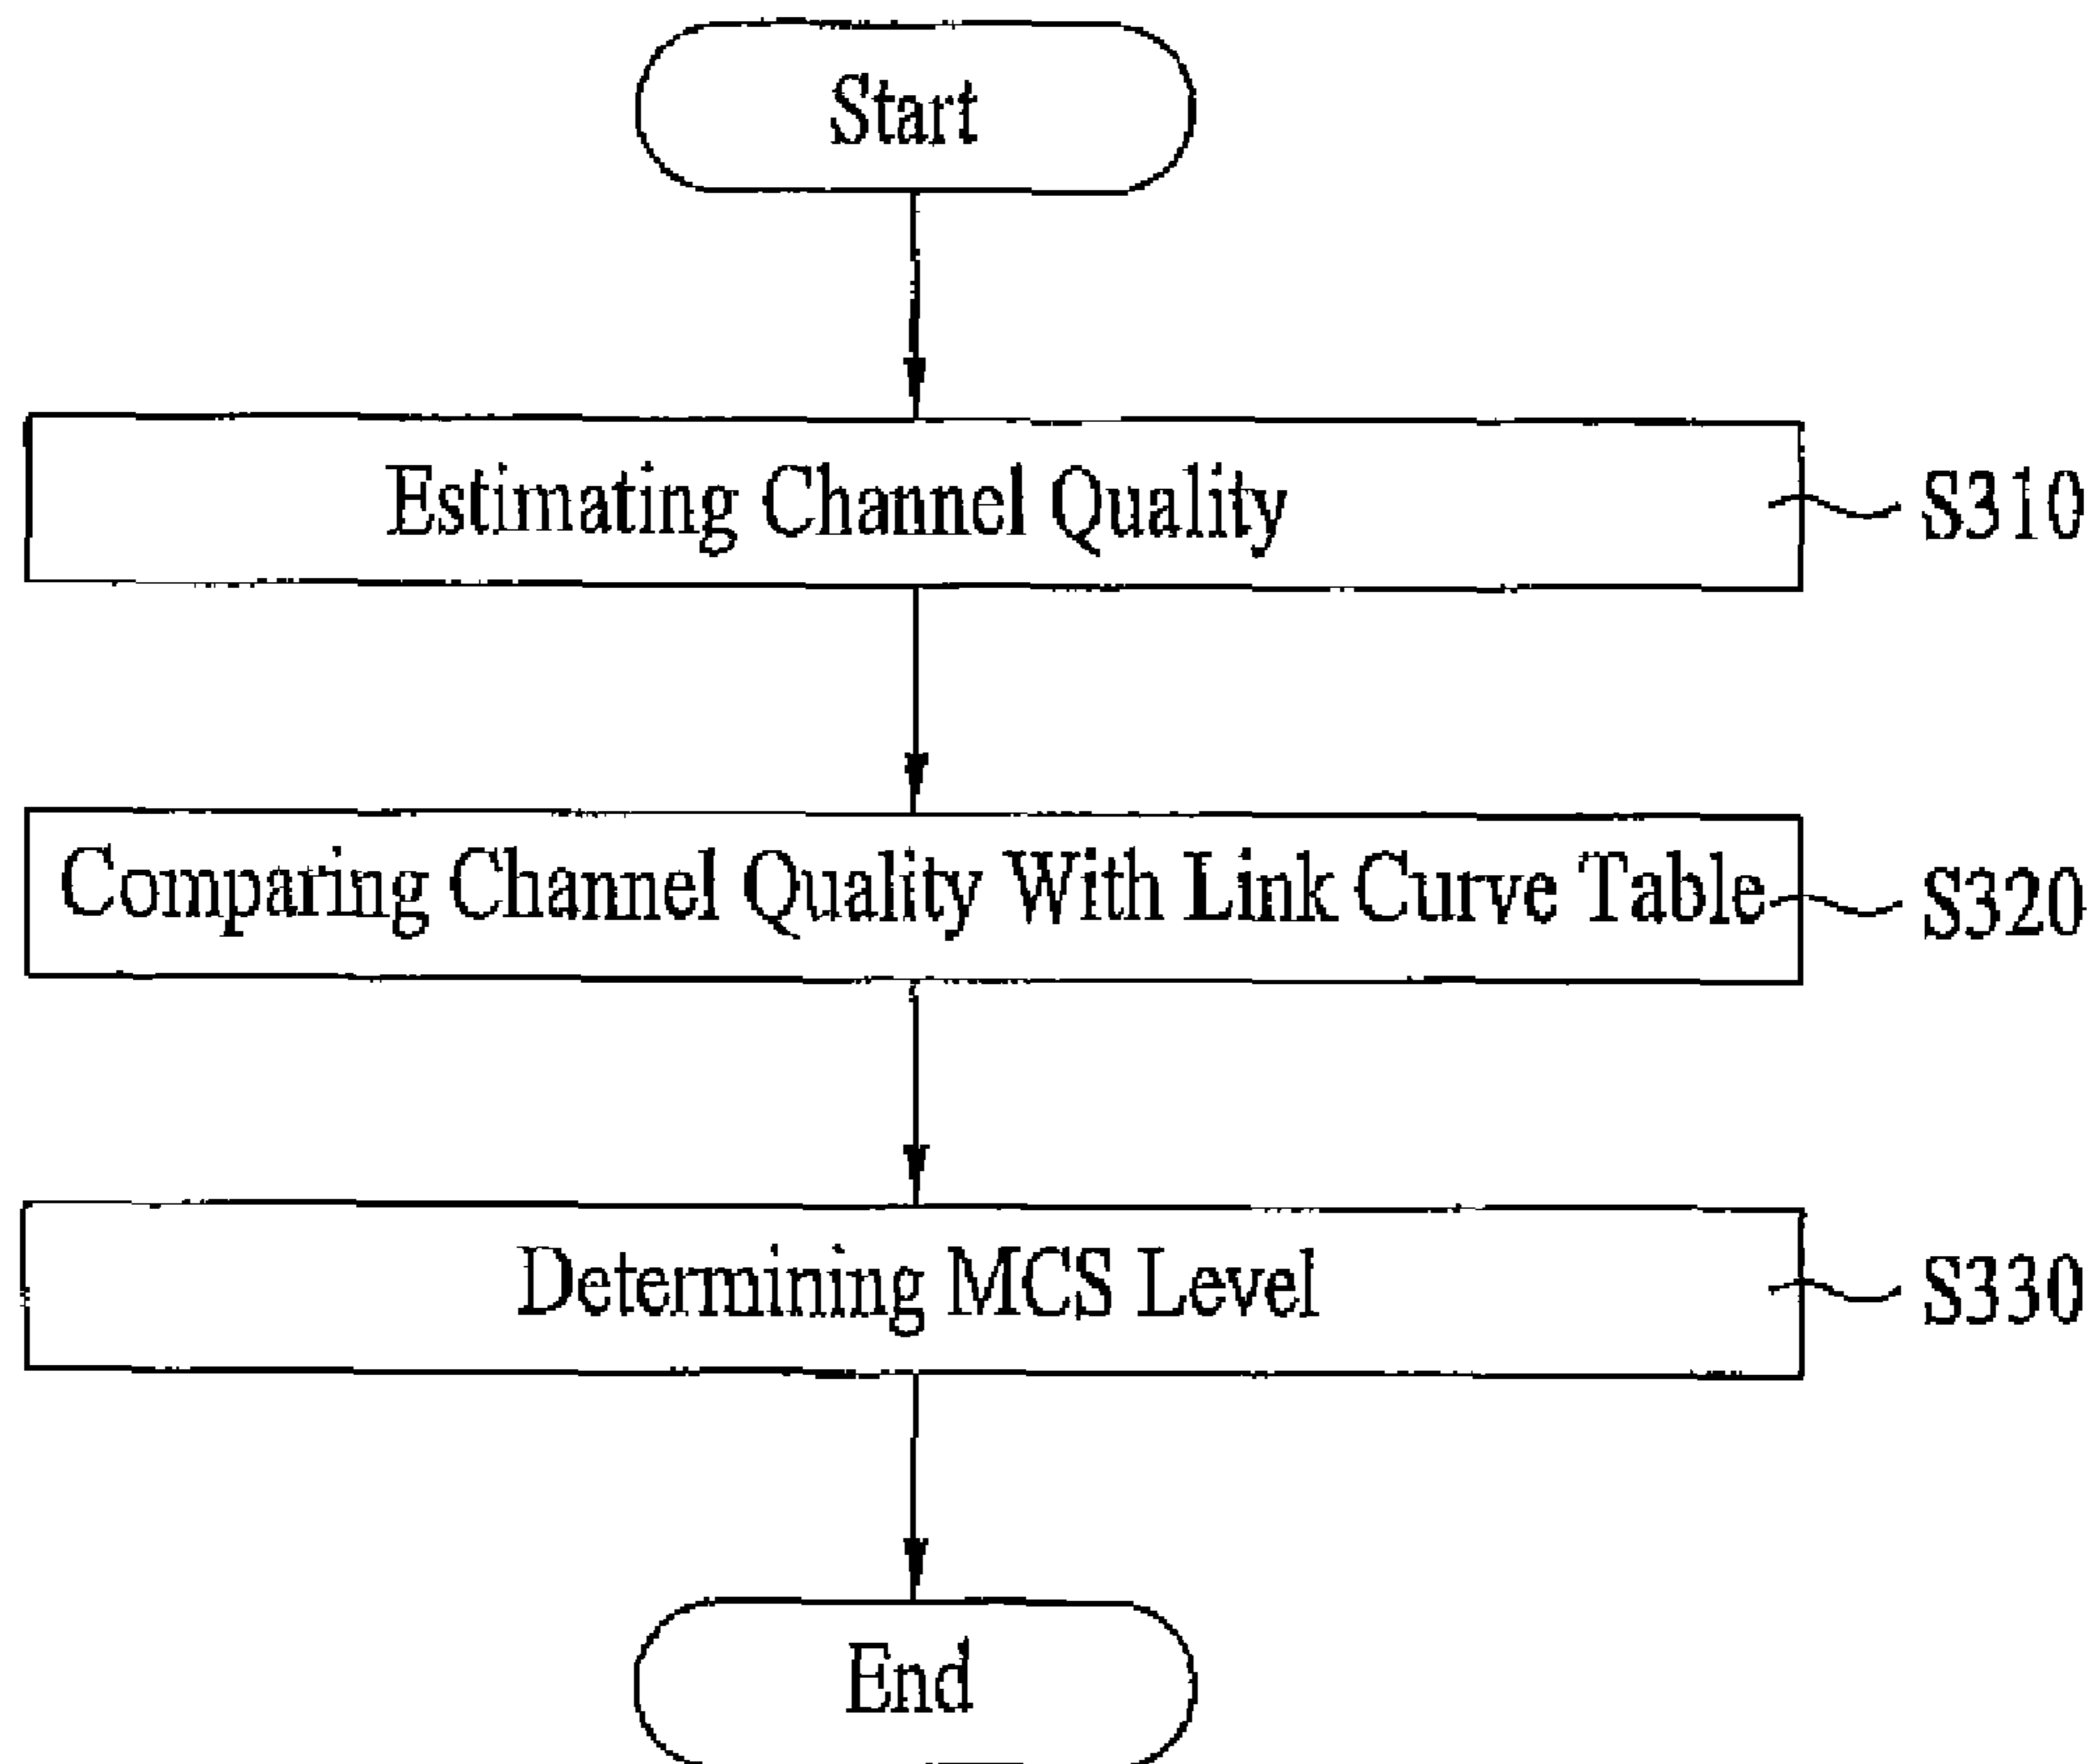 Start
Estimating Channel Quality
S310
Comparing Channel Quality With Link Curve Table
S320
Determining MCS Level
S330
End